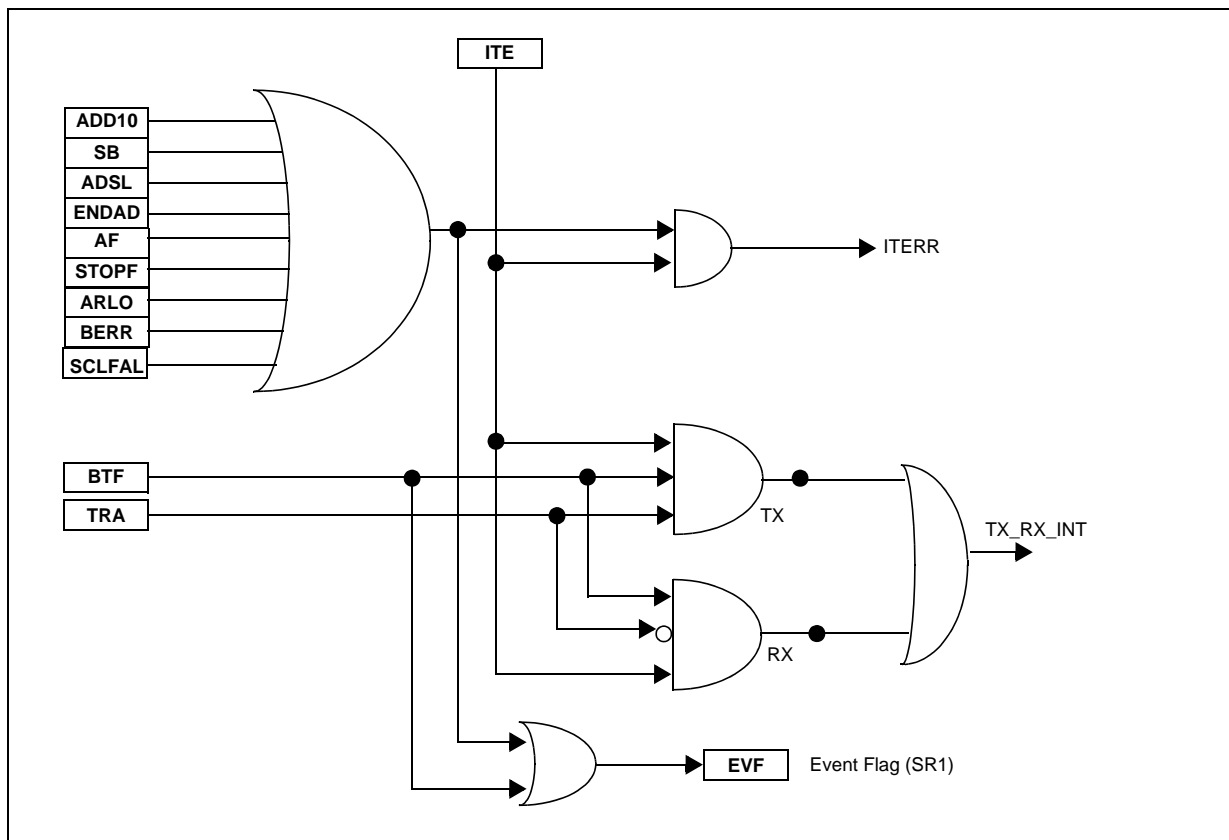 ITE
ADD10
SB
ADSL
ENDAD
AF
STOPF
ARLO
BERR
SCLFAL
ITERR
BTF
TRA
TX
TX_RX_INT
RX
EVF
Event Flag (SR1)